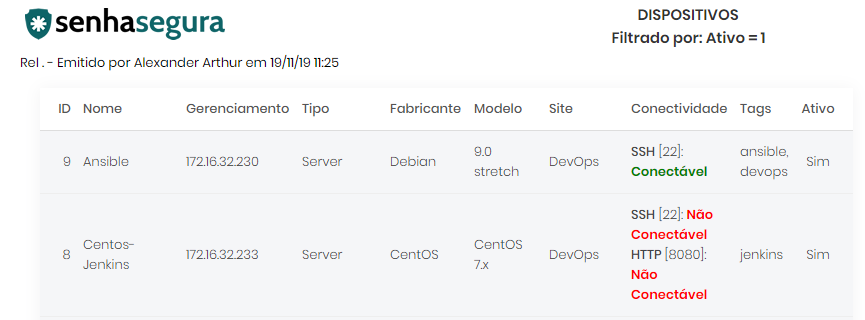 senhasegura
DISPOSITIVOS
Filtrado por: Ativo = 1
Rel . - Emitido por Alexander Arthur em 19/11/19 11:25
ID Nome Gerenciamento Tipo Fabricante Modelo Site Conectividade Tags Ativo
9 Ansible 172.16.32.230 Server Debian 9.0 stretch DevOps SSH [22]: Conectável ansible, devops Sim
8 Centos-Jenkins 172.16.32.233 Server CentOS CentOS 7.x DevOps SSH [22]: Não Conectável HTTP [8080]: Não Conectável jenkins Sim